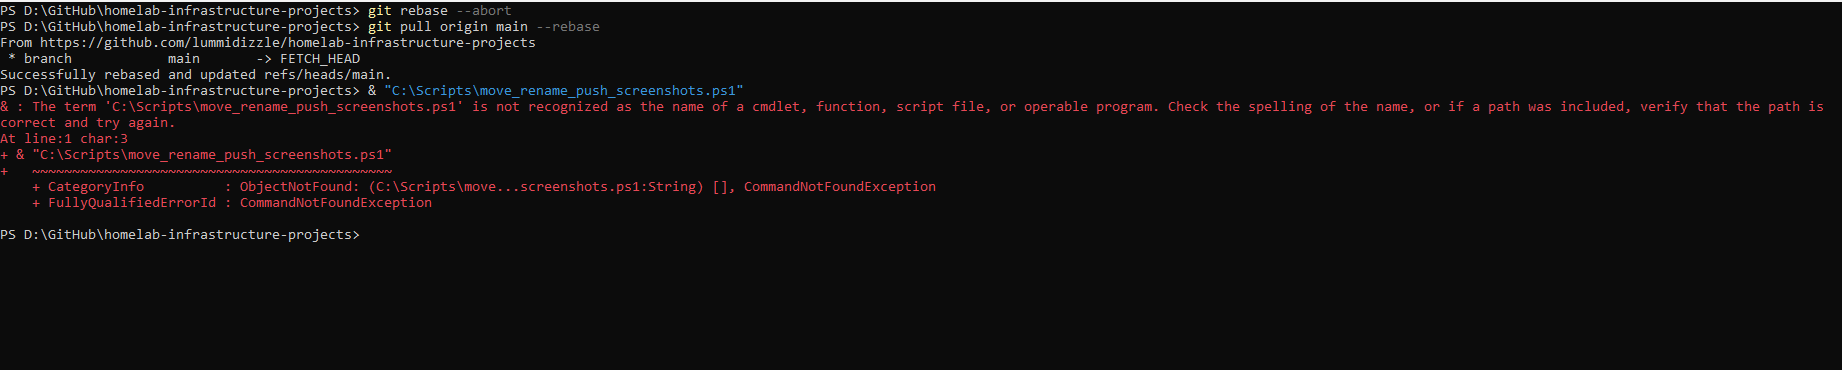 PS D:\GitHub\homelab-infrastructure-projects> git rebase --abort
PS D:\GitHub\homelab-infrastructure-projects> git pull origin main --rebase
From https://github.com/lummidizzle/homelab-infrastructure-projects
 * branch            main       -> FETCH_HEAD
Successfully rebased and updated refs/heads/main.
PS D:\GitHub\homelab-infrastructure-projects> & "C:\Scripts\move_rename_push_screenshots.ps1"
& : The term 'C:\Scripts\move_rename_push_screenshots.ps1' is not recognized as the name of a cmdlet, function, script file, or operable program. Check the spelling of the name, or if a path was included, verify that the path is
correct and try again.
At line:1 char:3
+ & "C:\Scripts\move_rename_push_screenshots.ps1"
+   ~~~~~~~~~~~~~~~~~~~~~~~~~~~~~~~~~~~~~~~~~~~~~
    + CategoryInfo          : ObjectNotFound: (C:\Scripts\move...screenshots.ps1:String) [], CommandNotFoundException
    + FullyQualifiedErrorId : CommandNotFoundException
PS D:\GitHub\homelab-infrastructure-projects>